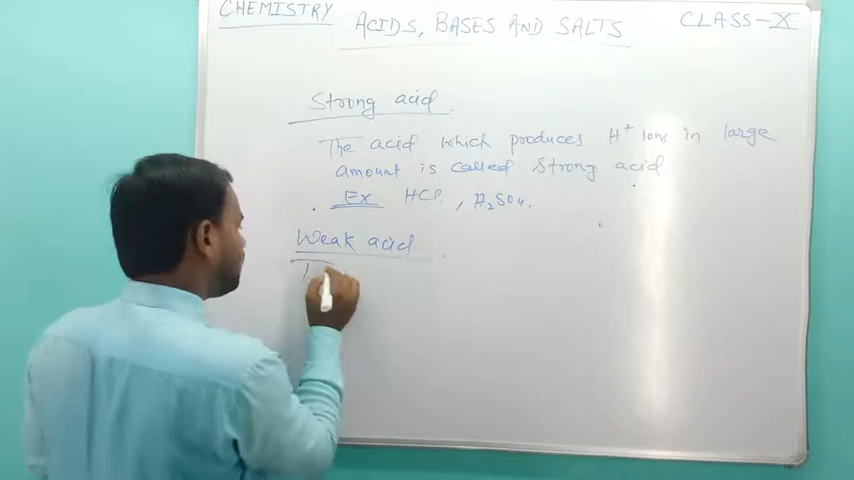 CHEMISTRY
ACIDS, BASES AND SALTS
CLASS-X
Strong acid
The acid which produces H+ Ions in large
amount is called Strong acid
Ex HCl, H2SO4.
Weak acid
T